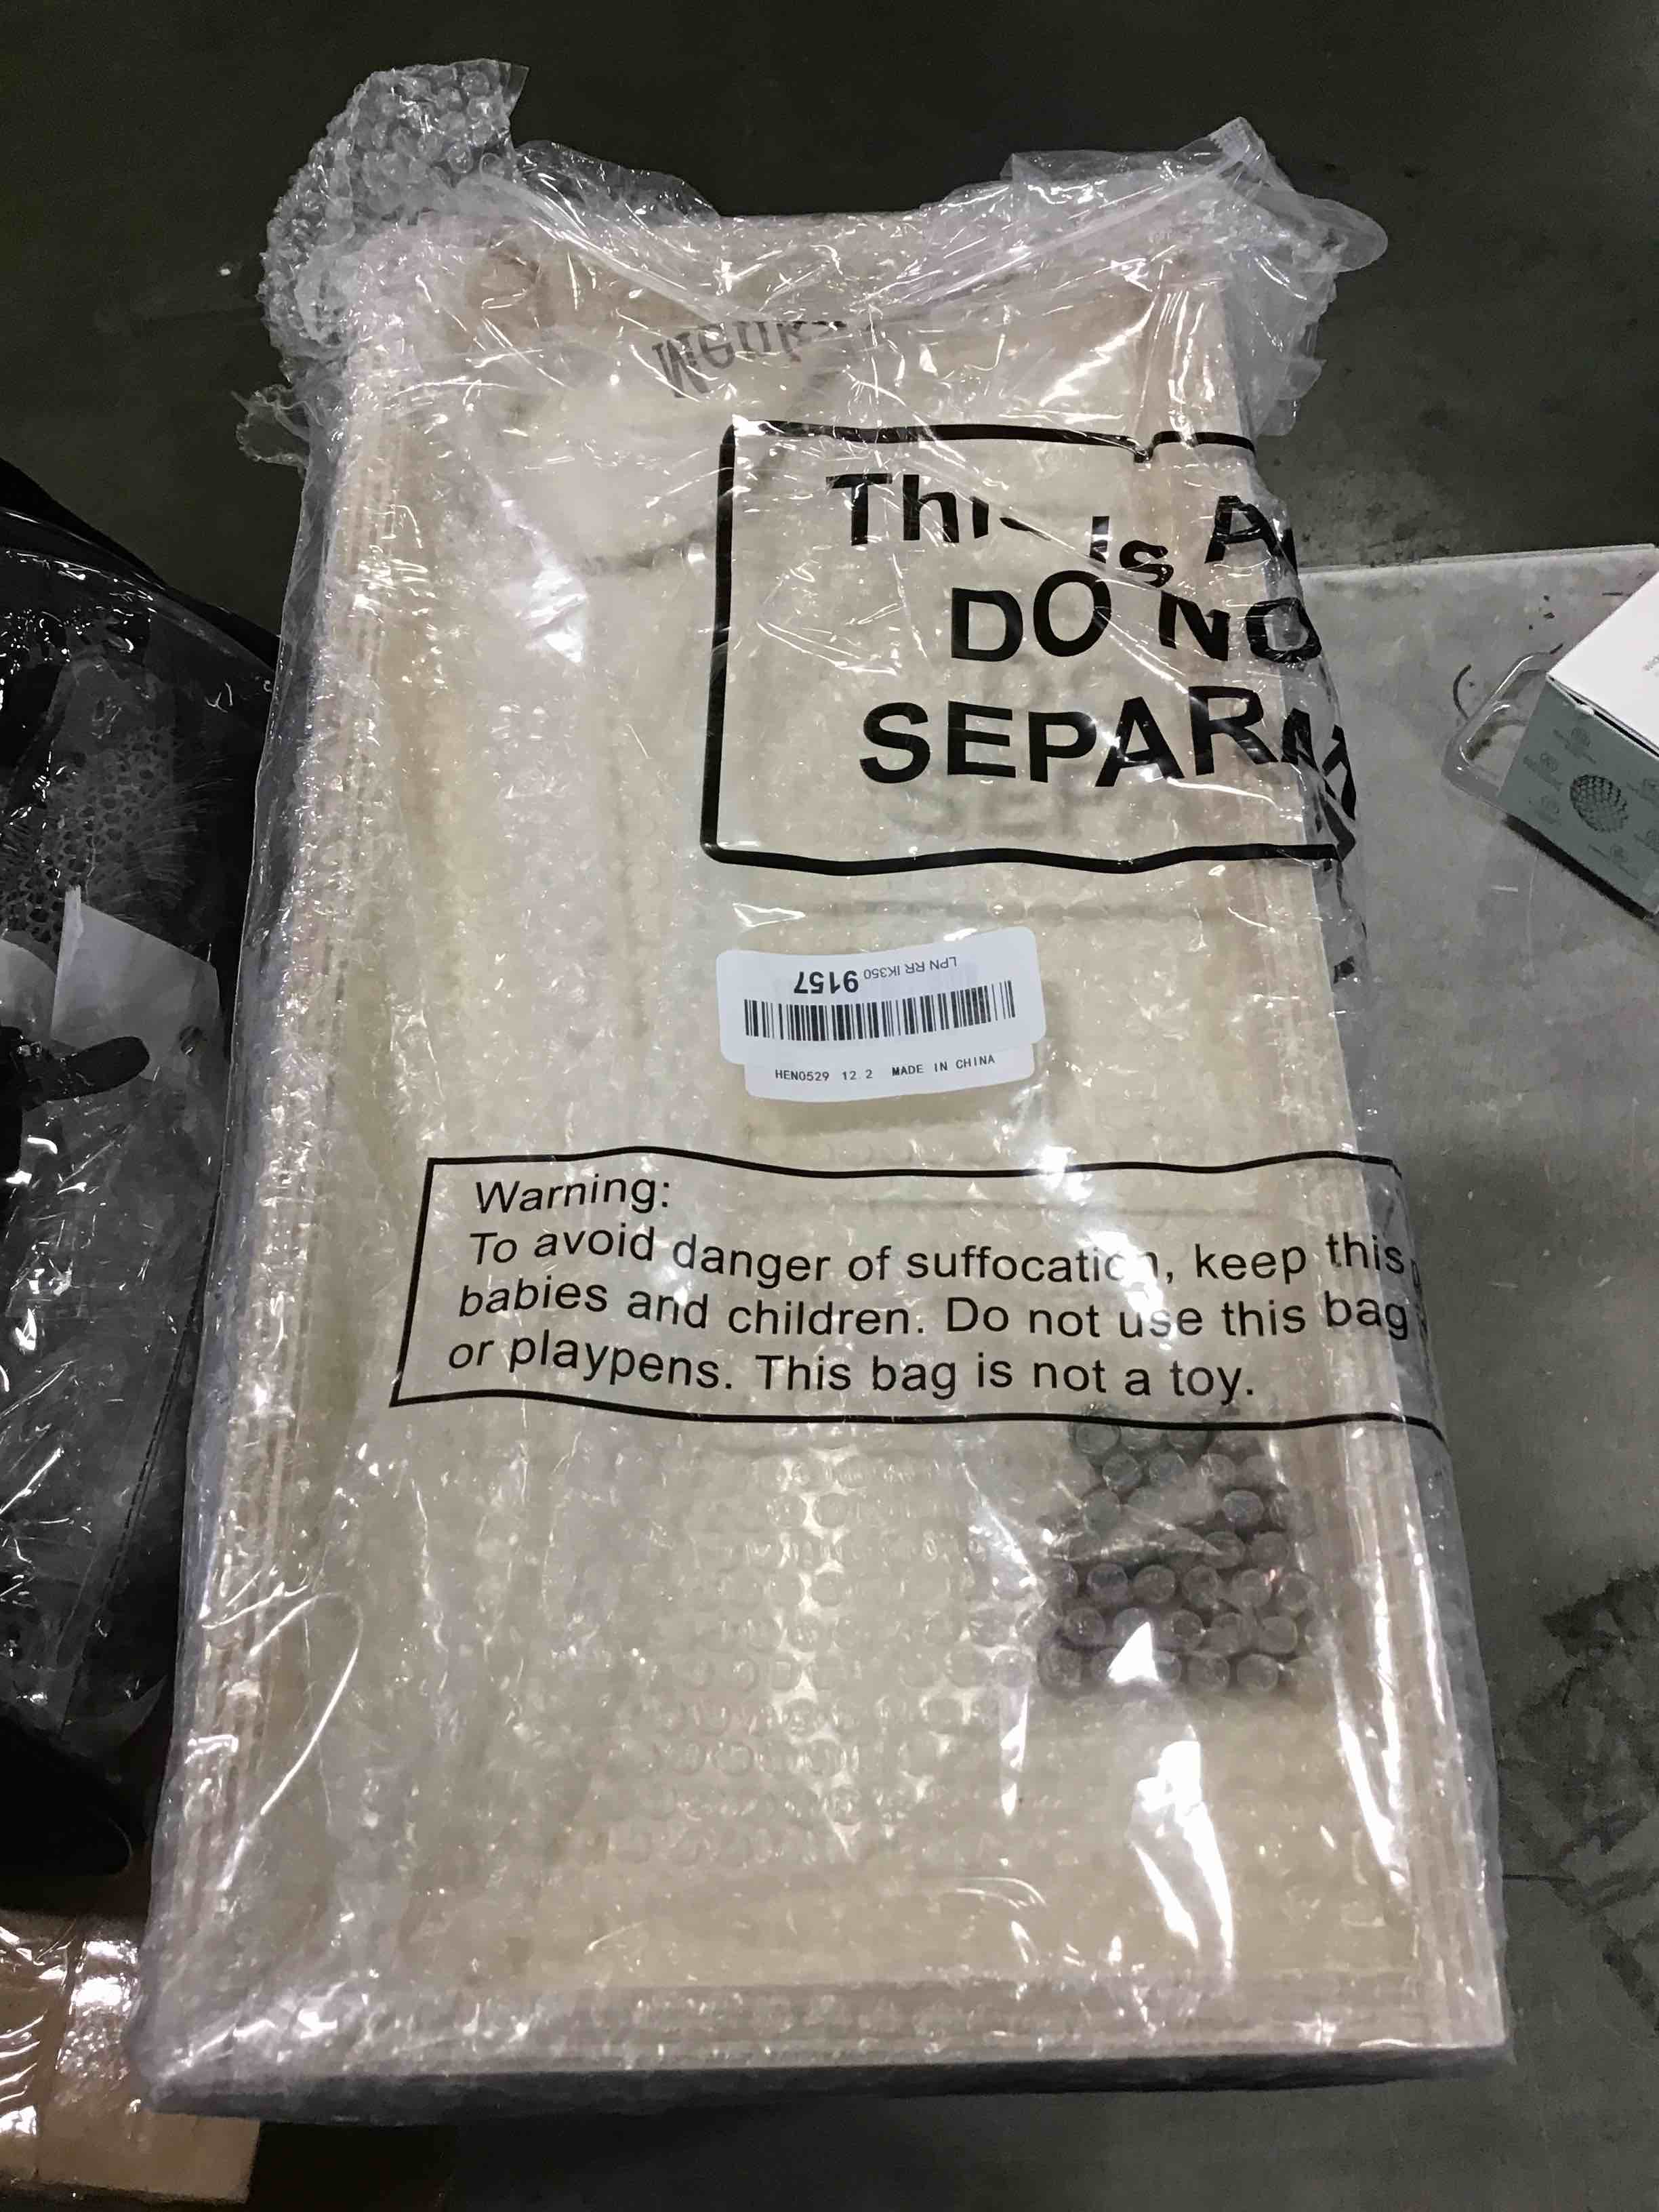 This Is A
DO NO
SEPARA
LPN RR IK350 9157
HEN0529 12 2 MADE IN CHINA
Warning:
To avoid danger of suffocation, keep this
babies and children. Do not use this bag
or playpens. This bag is not a toy.